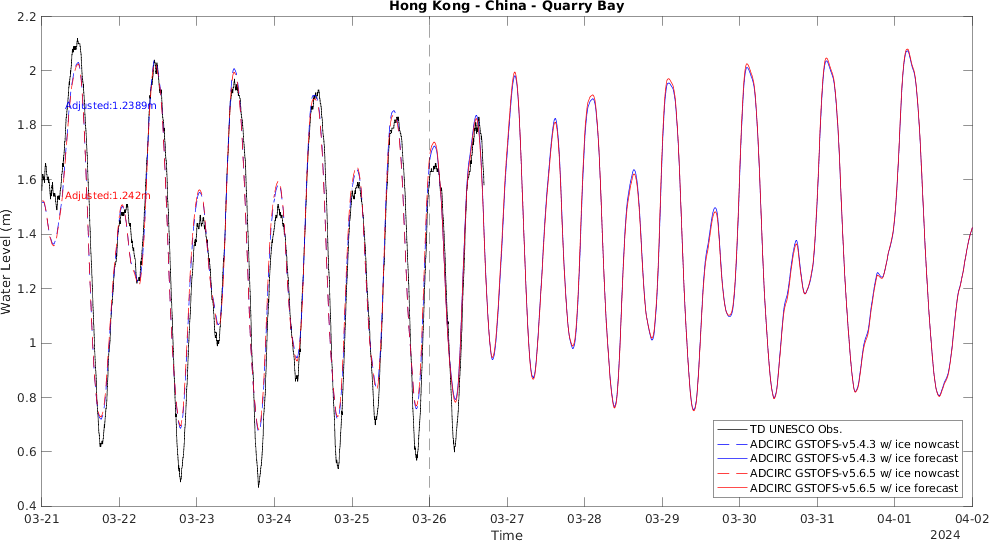 Hong Kong - China - Quarry Bay
2.2
2
1.8
1.6
1.4
1.2
1
0.8
0.6
0.4
Water Level (m)
Adjusted:1.2389m
Adjusted:1.242m
TD UNESCO Obs.
ADCIRC GSTOFS-v5.4.3 w/ ice nowcast
ADCIRC GSTOFS-v5.4.3 w/ ice forecast
ADCIRC GSTOFS-v5.6.5 w/ ice nowcast
ADCIRC GSTOFS-v5.6.5 w/ ice forecast
03-21 03-22 03-23 03-24 03-25 03-26 03-27 03-28 03-29 03-30 03-31 04-01 04-02
Time
2024